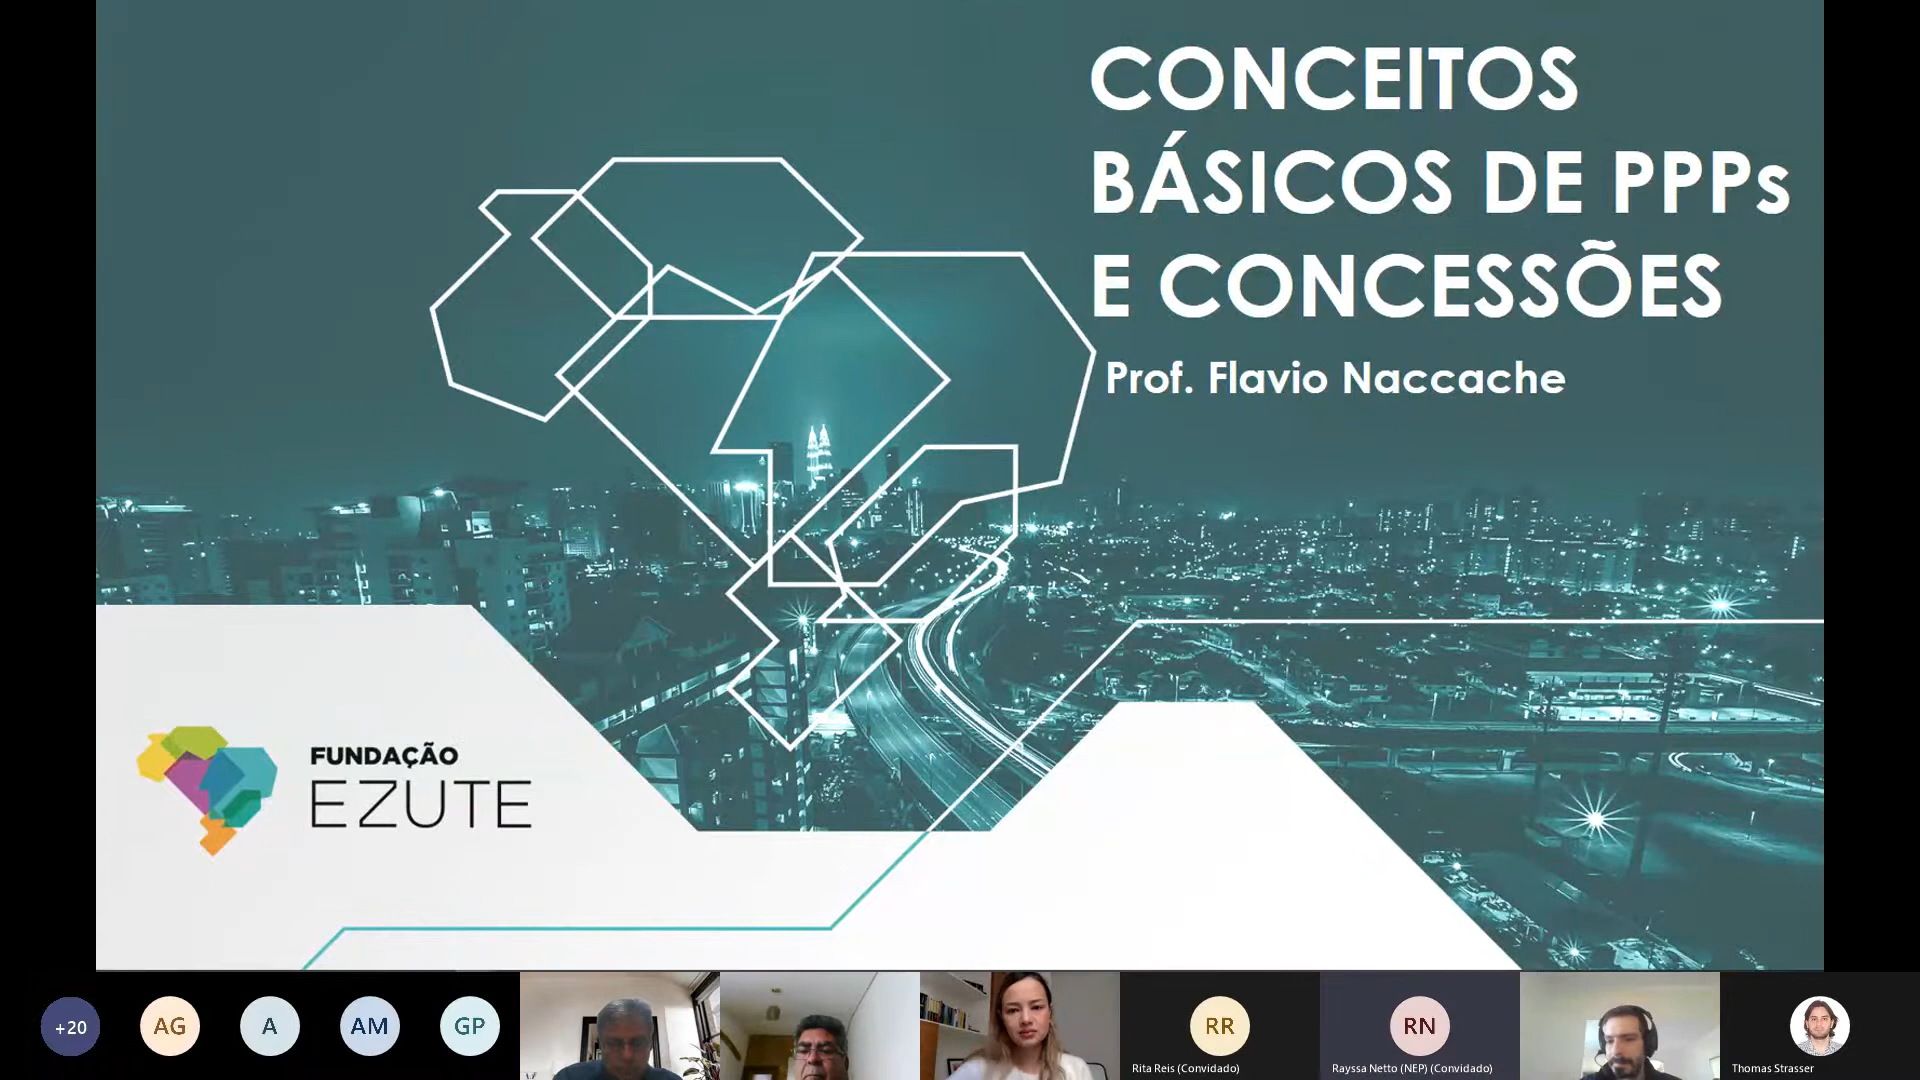 CONCEITOS
BÁSICOS DE PPPs
E CONCESSÕES
Prof. Flavio Naccache
FUNDAÇÃO
EZUTE
+20
AG
A
AM
GP
RR
RN
Rita Reis (Convidado)
Rayssa Netto (NEP) (Convidado)
Thomas Strasser